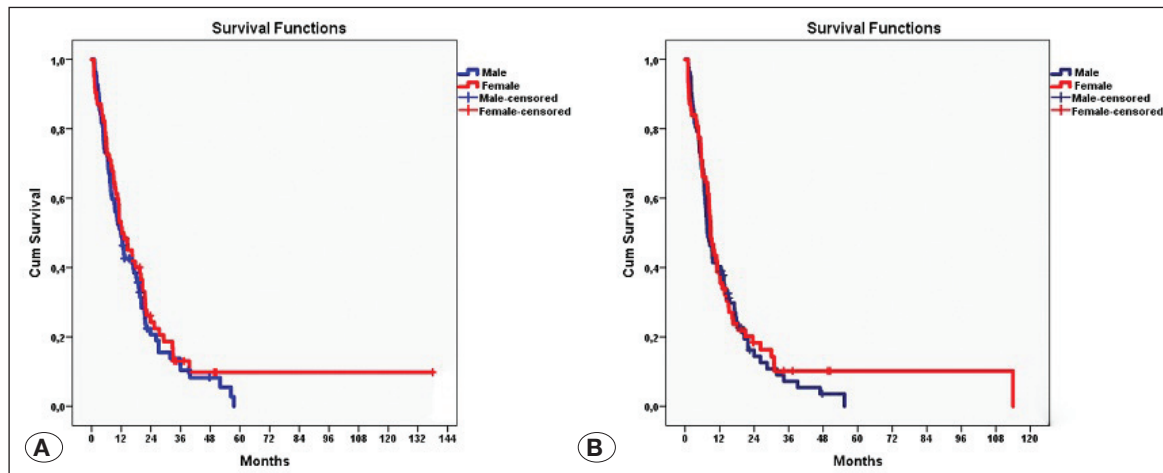 Survival Functions
1,0
0,8
0,6
0,4
0,2
0,0
Cum Survival
0 12 24 36 48 60 72 84 96 108 120 132 144
Months
Male
Female
Male-censored
Female-censored
A
Survival Functions
1,0
0,8
0,6
0,4
0,2
0,0
Cum Survival
0 12 24 36 48 60 72 84 96 108 120
Months
Male
Female
Male-censored
Female-censored
B